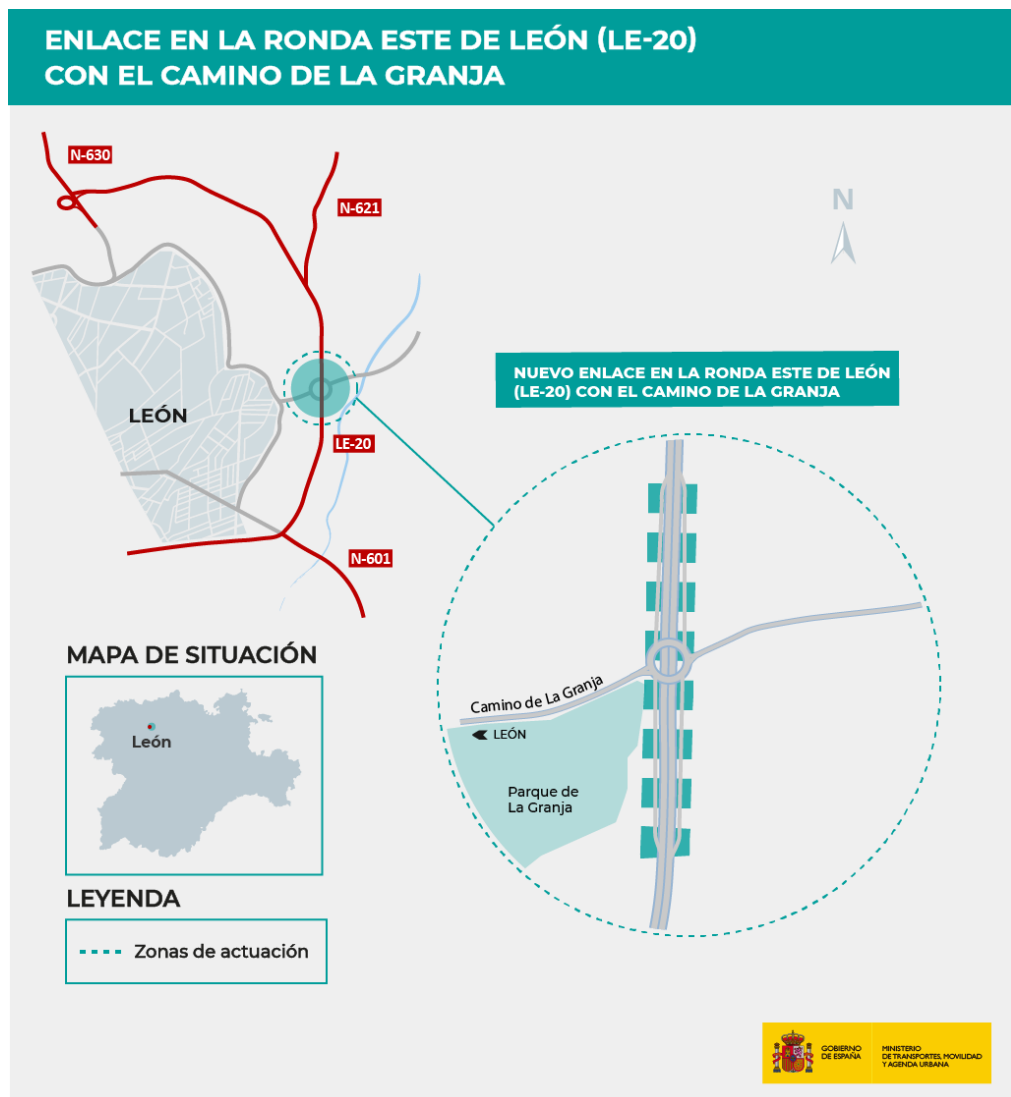 ENLACE EN LA RONDA ESTE DE LEÓN (LE-20)
CON EL CAMINO DE LA GRANJA
N-630
N-621
N
LEÓN
LE-20
N-601
NUEVO ENLACE EN LA RONDA ESTE DE LEÓN
(LE-20) CON EL CAMINO DE LA GRANJA
Camino de La Granja
LEÓN
Parque de
La Granja
MAPA DE SITUACIÓN
León
LEYENDA
Zonas de actuación
GOBIERNO
DE ESPAÑA
MINISTERIO
DE TRANSPORTES, MOVILIDAD
Y AGENDA URBANA